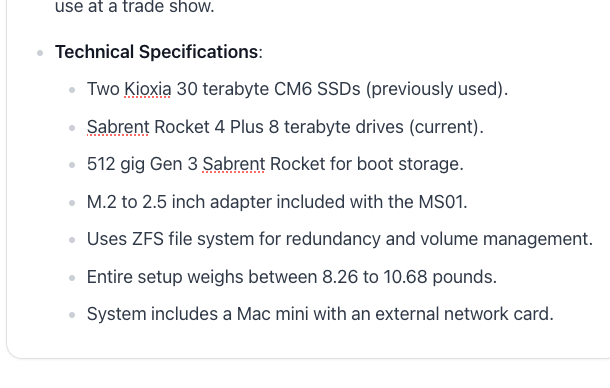 use at a trade show.
Technical Specifications:
Two Kioxia 30 terabyte CM6 SSDs (previously used).
Sabrent Rocket 4 Plus 8 terabyte drives (current).
512 gig Gen 3 Sabrent Rocket for boot storage.
M.2 to 2.5 inch adapter included with the MS01.
Uses ZFS file system for redundancy and volume management.
Entire setup weighs between 8.26 to 10.68 pounds.
System includes a Mac mini with an external network card.